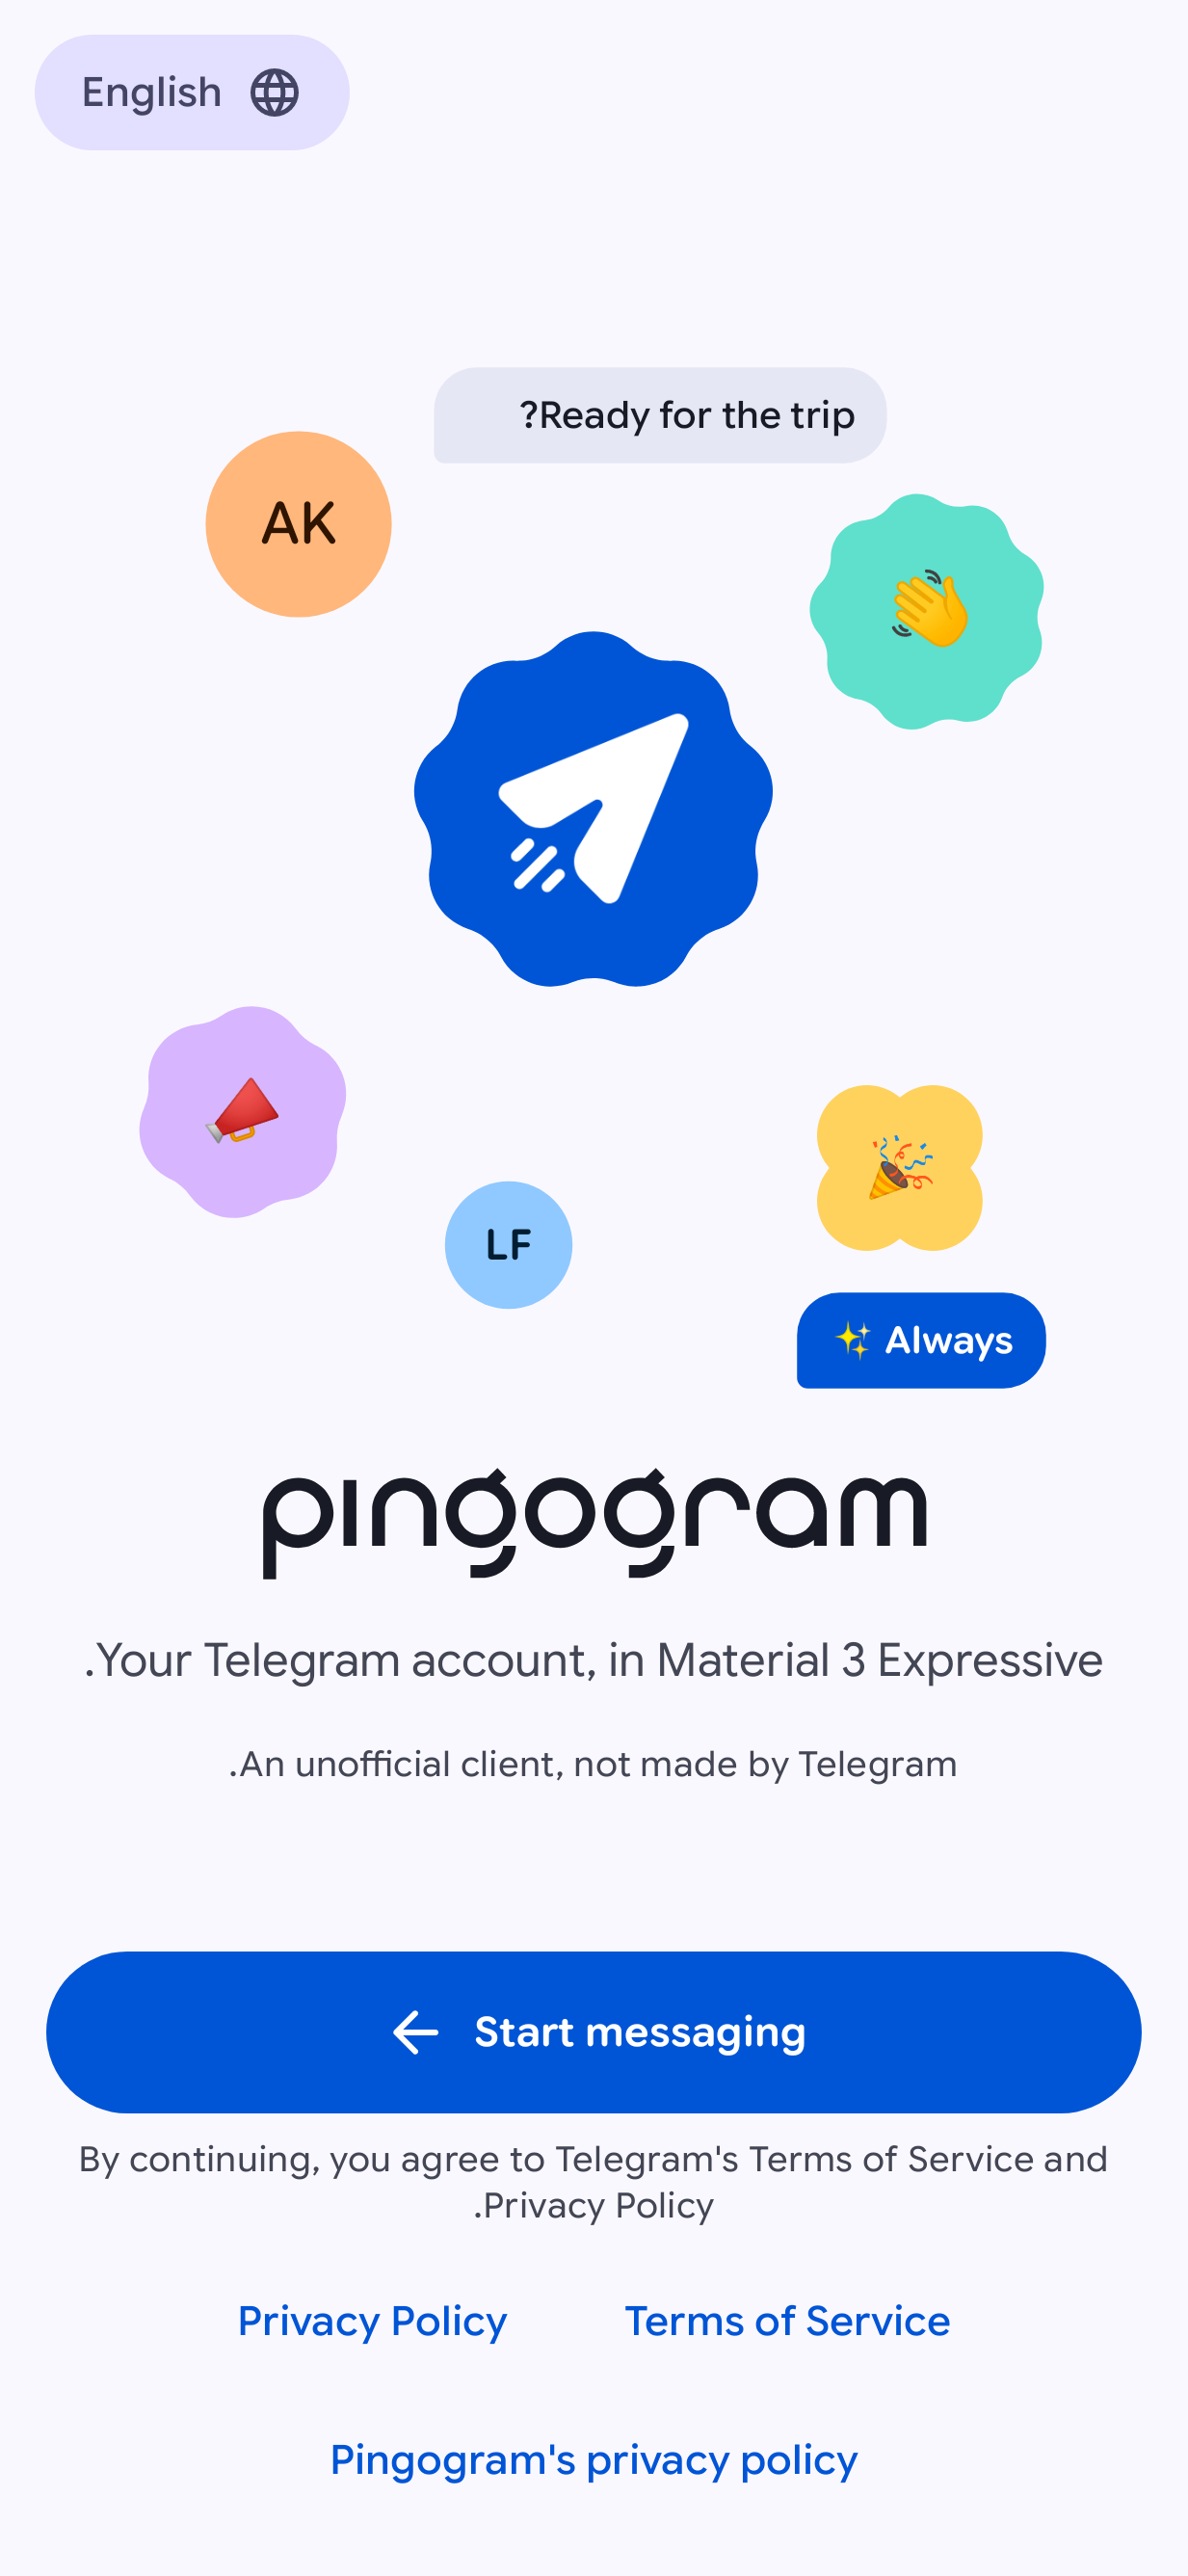 English
?Ready for the trip
AK
👋
📣
🎉
LF
✨ Always
pingogram
.Your Telegram account, in Material 3 Expressive
.An unofficial client, not made by Telegram
← Start messaging
By continuing, you agree to Telegram's Terms of Service and
.Privacy Policy
Privacy Policy
Terms of Service
Pingogram's privacy policy